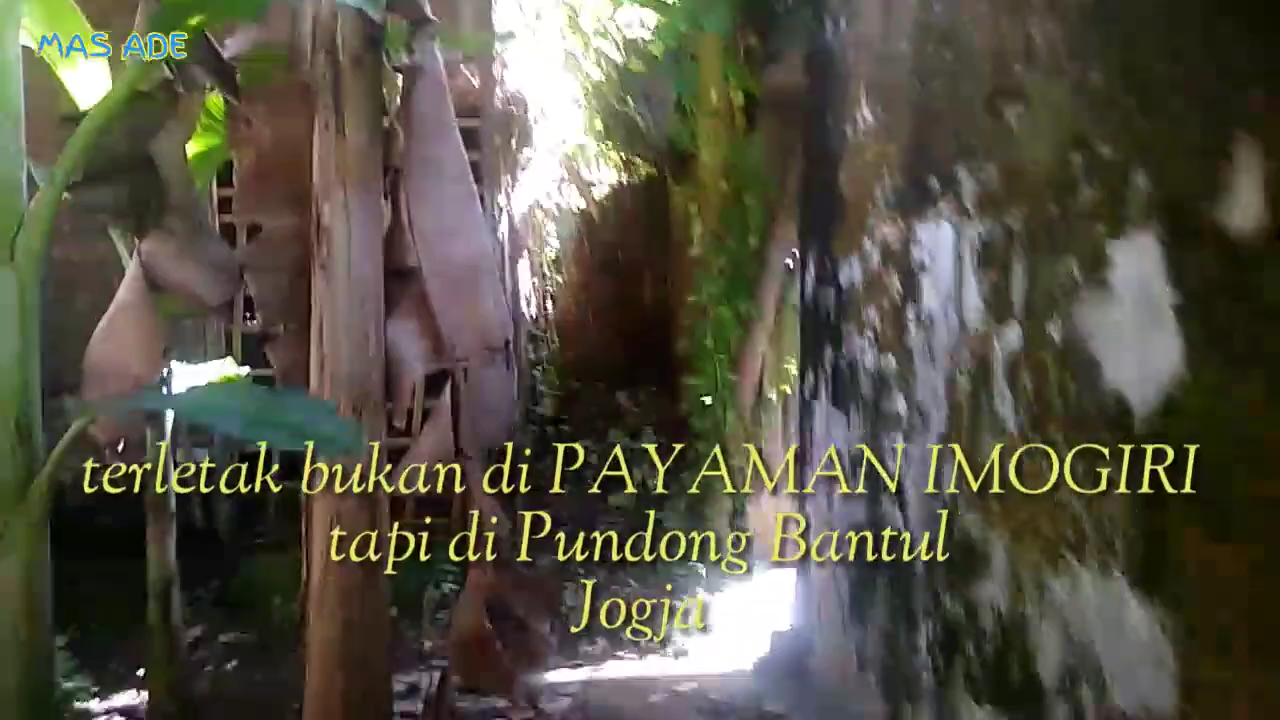 MAS ADE
terletak bukan di PAYAMAN IMOGIRI
tapi di Pundong Bantul
Jogja